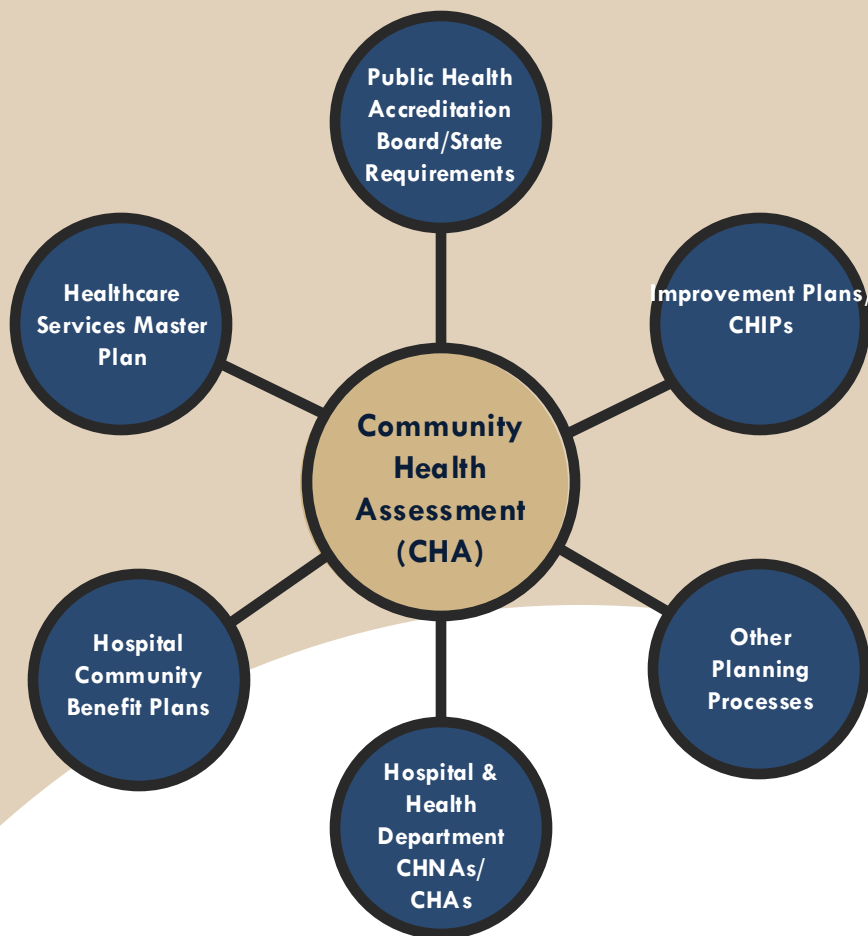 Public Health
Accreditation
Board/State
Requirements
Healthcare
Services Master
Plan
Improvement Plans/
CHIPs
Community
Health
Assessment
(CHA)
Hospital
Community
Benefit Plans
Other
Planning
Processes
Hospital &
Health
Department
CHNAs/
CHAs